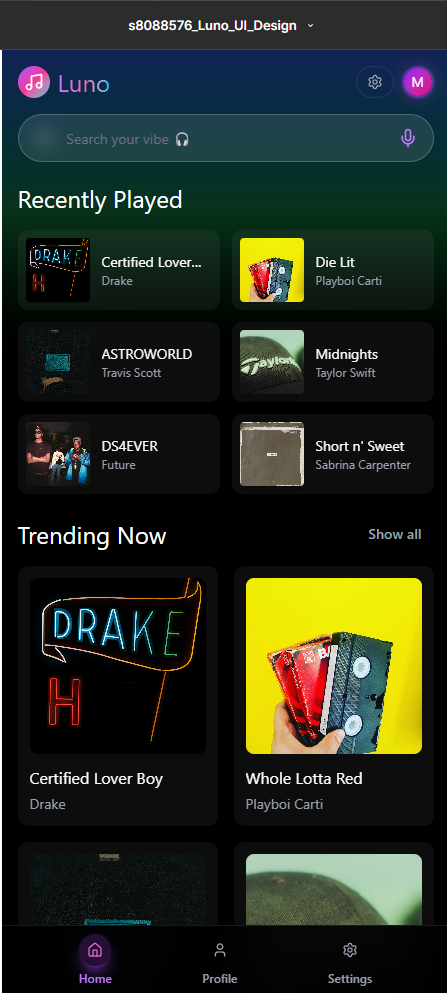 s8088576_Luno_UI_Design
Luno
M
Search your vibe 🎧
Recently Played
DRAKE
H
Certified Lover...
Drake
Die Lit
Playboi Carti
ASTROWORLD
Travis Scott
Taylor
Midnights
Taylor Swift
DS4EVER
Future
Short n' Sweet
Sabrina Carpenter
Trending Now
Show all
DRAKE
H
Certified Lover Boy
Drake
Whole Lotta Red
Playboi Carti
Home
Profile
Settings